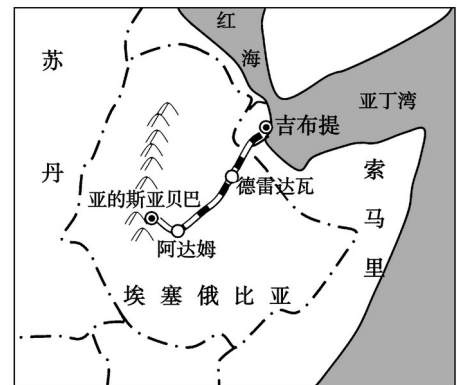 红海
亚丁湾
苏丹
吉布提
德雷达瓦
索马里
亚的斯亚贝巴
阿达姆
埃塞俄比亚